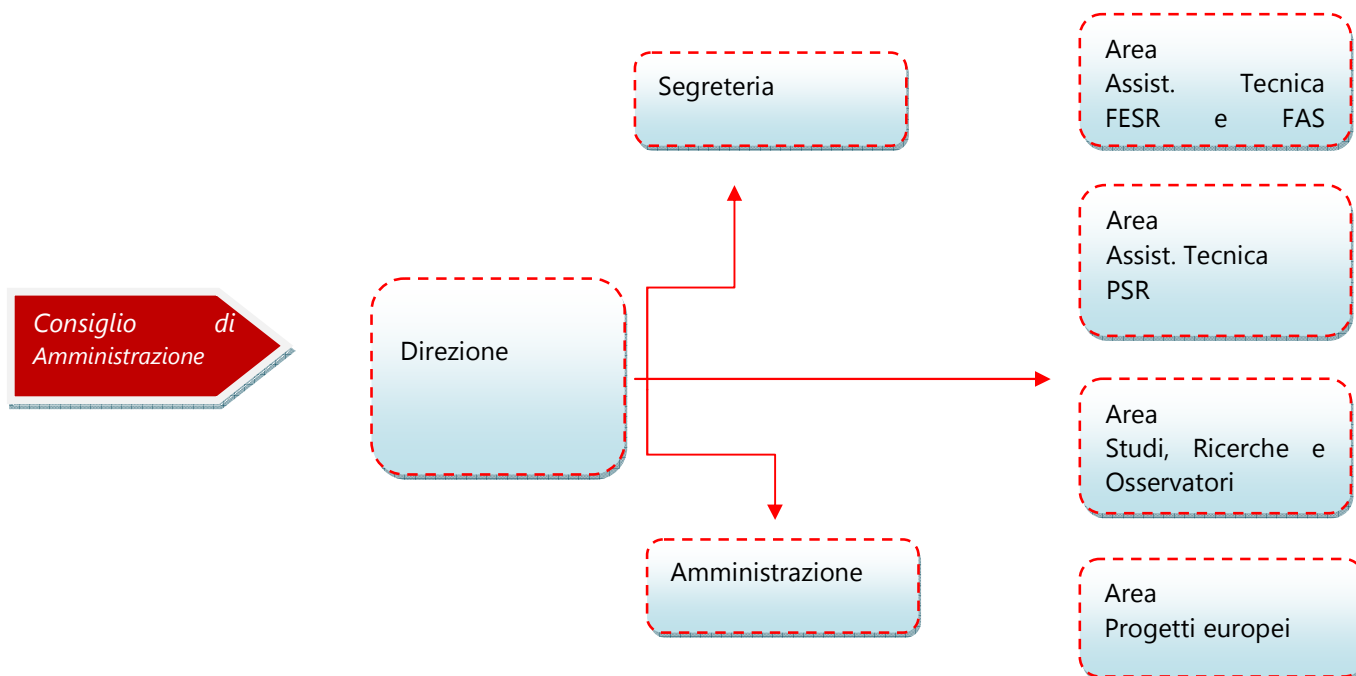 Consiglio di
Amministrazione
Direzione
Segreteria
Amministrazione
Area
Assist. Tecnica
FESR e FAS
Area
Assist. Tecnica
PSR
Area
Studi, Ricerche e
Osservatori
Area
Progetti europei